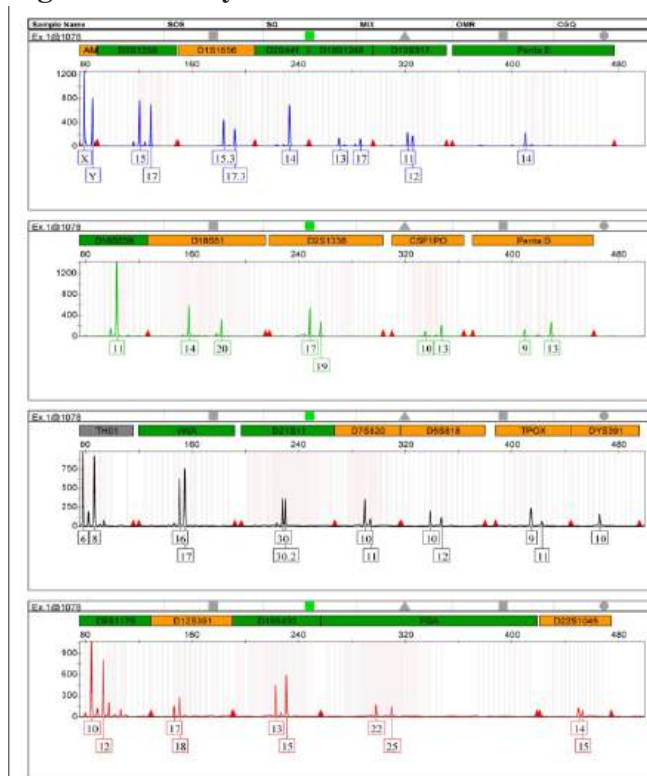 Sample Name SOS SQ MIX OMR CGQ
Ex.1@1078
AM D3S1358 D1S1656 D2S441 D10S1248 D13S317 Penta E
80 160 240 320 400 480
1200
800
400
0
X 15 15.3 14 13 17 11 14
Y 17 17.3 12
Ex.1@1078
D16S539 D18S51 D2S1338 CSF1PO Penta D
80 160 240 320 400 480
1200
800
400
0
11 14 20 17 10 13 9 13
19
Ex.1@1078
TH01 vWA D21S11 D7S820 D5S818 TPOX DYS391
80 160 240 320 400 480
750
500
250
0
6 8 16 30 10 10 9 10
17 30.2 11 12 11
Ex.1@1078
D8S1179 D12S391 D19S433 FGA D22S1045
80 160 240 320 400 480
900
600
300
0
10 17 13 22 14
12 18 15 25 15